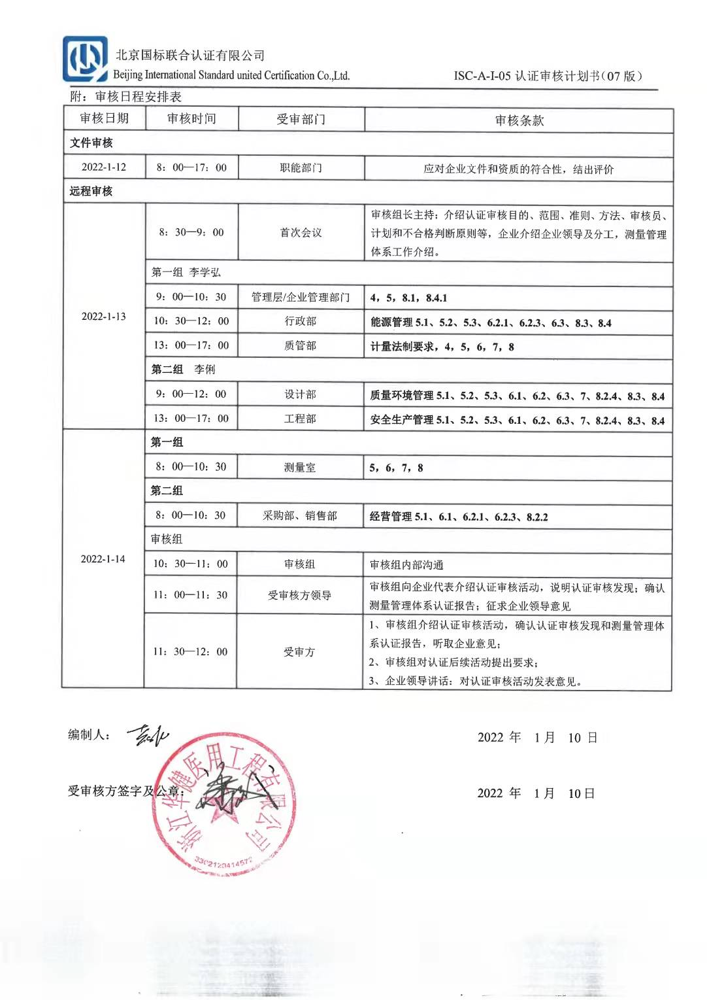 北京国标联合认证有限公司
Beijing International Standard united Certification Co.,Ltd.
ISC-A-I-05 认证审核计划书(07 版)
附：审核日程安排表
审核日期 审核时间 受审部门 审核条款
文件审核
2022-1-12 8：00—17：00 职能部门 应对企业文件和资质的符合性，结出评价
远程审核
2022-1-13
8：30—9：00 首次会议
审核组长主持：介绍认证审核目的、范围、准则、方法、审核员、
计划和不合格判断原则等，企业介绍企业领导及分工，测量管理
体系工作介绍。
第一组 李学弘
9：00—10：30 管理层/企业管理部门 4，5，8.1，8.4.1
10：30—12：00 行政部 能源管理 5.1、5.2、5.3、6.2.1、6.2.3、6.3、8.3、8.4
13：00—17：00 质管部 计量法制要求，4，5，6，7，8
第二组 李俐
9：00—12：00 设计部 质量环境管理 5.1、5.2、5.3、6.1、6.2、6.3、7、8.2.4、8.3、8.4
13：00—17：00 工程部 安全生产管理 5.1、5.2、5.3、6.1、6.2、6.3、7、8.2.4、8.3、8.4
2022-1-14
第一组
8：00—10：30 测量室 5，6，7，8
第二组
8：00—10：30 采购部、销售部 经营管理 5.1、6.1、6.2.1、6.2.3、8.2.2
审核组
10：30—11：00 审核组 审核组内部沟通
11：00—11：30 受审核方领导
审核组向企业代表介绍认证审核活动，说明认证审核发现；确认
测量管理体系认证报告；征求企业领导意见
11：30—12：00 受审方
1、审核组介绍认证审核活动，确认认证审核发现和测量管理体
系认证报告，听取企业意见；
2、审核组对认证后续活动提出要求；
3、企业领导讲话：对认证审核活动发表意见。
编制人：
2022 年 1 月 10 日
受审核方签字及公章：
2022 年 1 月 10 日
浙江华健医用工程有限公司
3302120414572